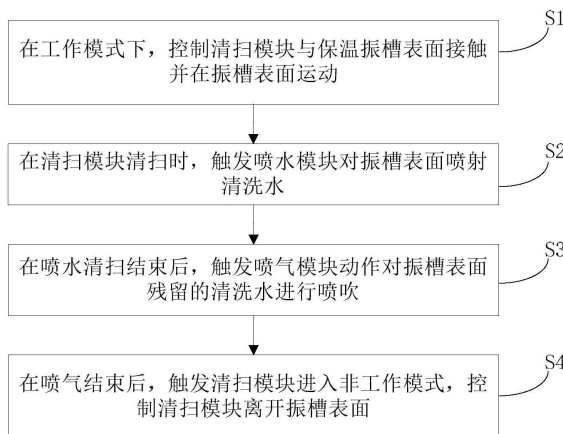 S1
在工作模式下，控制清扫模块与保温振槽表面接触
并在振槽表面运动
S2
在清扫模块清扫时，触发喷水模块对振槽表面喷射
清洗水
S3
在喷水清扫结束后，触发喷气模块动作对振槽表面
残留的清洗水进行喷吹
S4
在喷气结束后，触发清扫模块进入非工作模式，控
制清扫模块离开振槽表面